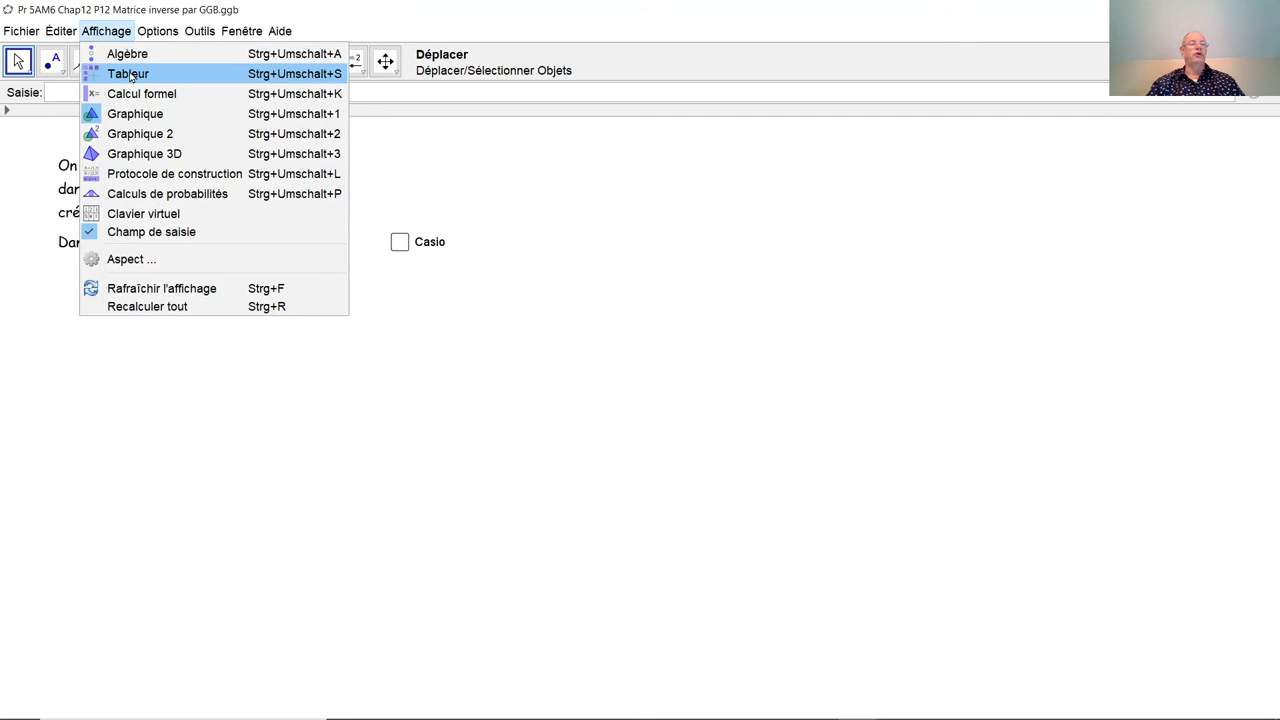 Pr 5AM6 Chap12 P12 Matrice inverse par GGB.ggb
Fichier Éditer Affichage Options Outils Fenêtre Aide
A
=2
Déplacer
Déplacer/Sélectionner Objets
Saisie:
Algèbre Strg+Umschalt+A
Tableur Strg+Umschalt+S
x= Calcul formel Strg+Umschalt+K
Graphique Strg+Umschalt+1
2 Graphique 2 Strg+Umschalt+2
Graphique 3D Strg+Umschalt+3
Protocole de construction Strg+Umschalt+L
Calculs de probabilités Strg+Umschalt+P
Clavier virtuel
Champ de saisie
Aspect ...
Rafraîchir l'affichage Strg+F
Recalculer tout Strg+R
On
dar
cré
Dar
Casio